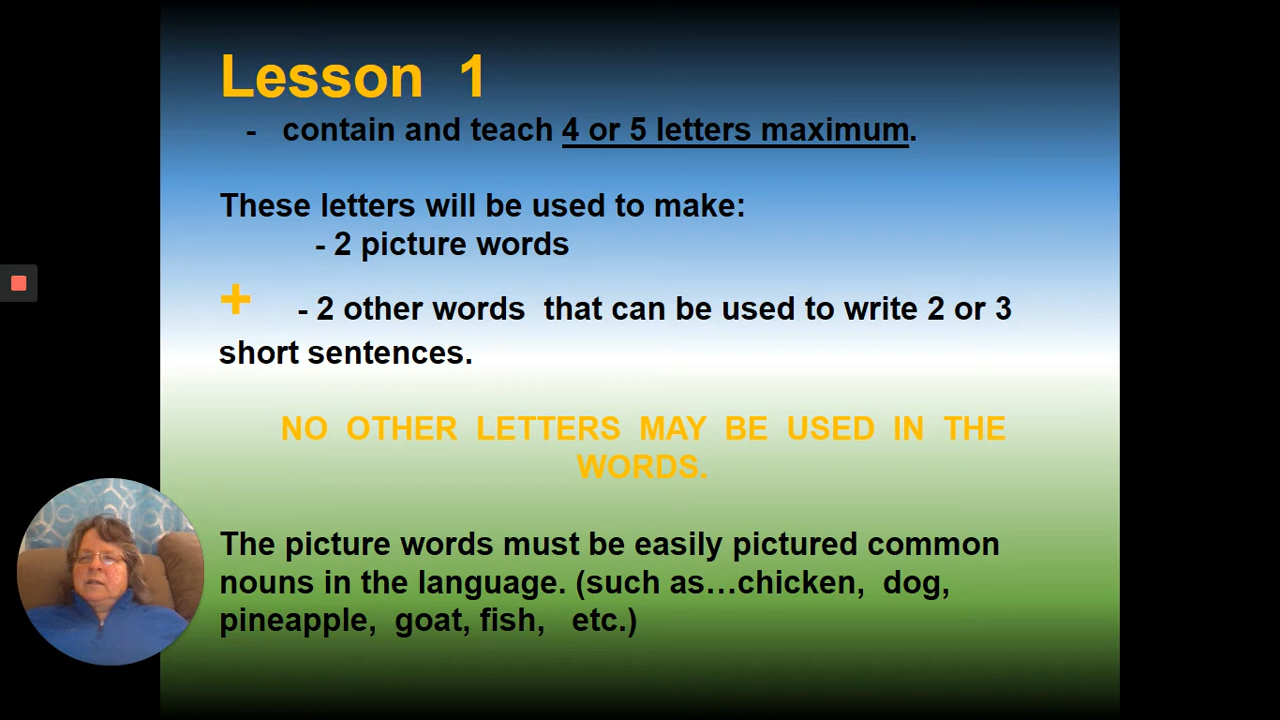 Lesson 1
- contain and teach 4 or 5 letters maximum.
These letters will be used to make:
- 2 picture words
+ - 2 other words that can be used to write 2 or 3
short sentences.
NO OTHER LETTERS MAY BE USED IN THE
WORDS.
The picture words must be easily pictured common
nouns in the language. (such as…chicken, dog,
pineapple, goat, fish, etc.)